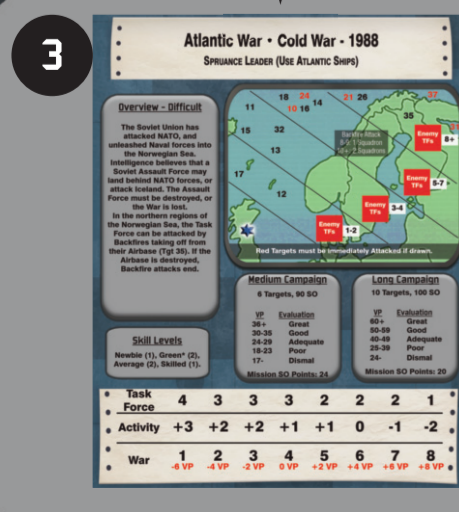 3
Atlantic War • Cold War - 1988
Spruance Leader (Use Atlantic Ships)
Overview - Difficult
The Soviet Union has
attacked NATO, and
unleashed Naval forces into
the Norwegian Sea.
Intelligence believes that a
Soviet Assault Force may
land behind NATO forces, or
attack Iceland. The Assault
Force must be destroyed, or
the War is lost.
In the northern regions of
the Norwegian Sea, the Task
Force can be attacked by
Backfires taking off from
their Airbase (Tgt 35). If the
Airbase is destroyed,
Backfire attacks end.
Skill Levels
Newbie (1), Green* (2),
Average (2), Skilled (1).
18 24 21 26 37
11 10 16 14
35
15 32
Backfire Attack
Enemy TFs 8+
13
17
Enemy TFs 5-7
12
Enemy TFs 3-4
Enemy TFs 1-2
Red Targets must be Immediately Attacked if drawn.
Medium Campaign
6 Targets, 90 SO
VP Evaluation
36+ Great
30-35 Good
24-29 Adequate
18-23 Poor
17- Dismal
Mission SO Points: 24
Long Campaign
10 Targets, 100 SO
VP Evaluation
60+ Great
50-59 Good
40-49 Adequate
25-39 Poor
24- Dismal
Mission SO Points: 20
Task Force 4 3 3 3 2 2 2 1
Activity +3 +2 +2 +1 +1 0 -1 -2
War 1 2 3 4 5 6 7 8
-6 VP -4 VP -2 VP 0 VP +2 VP +4 VP +6 VP +8 VP